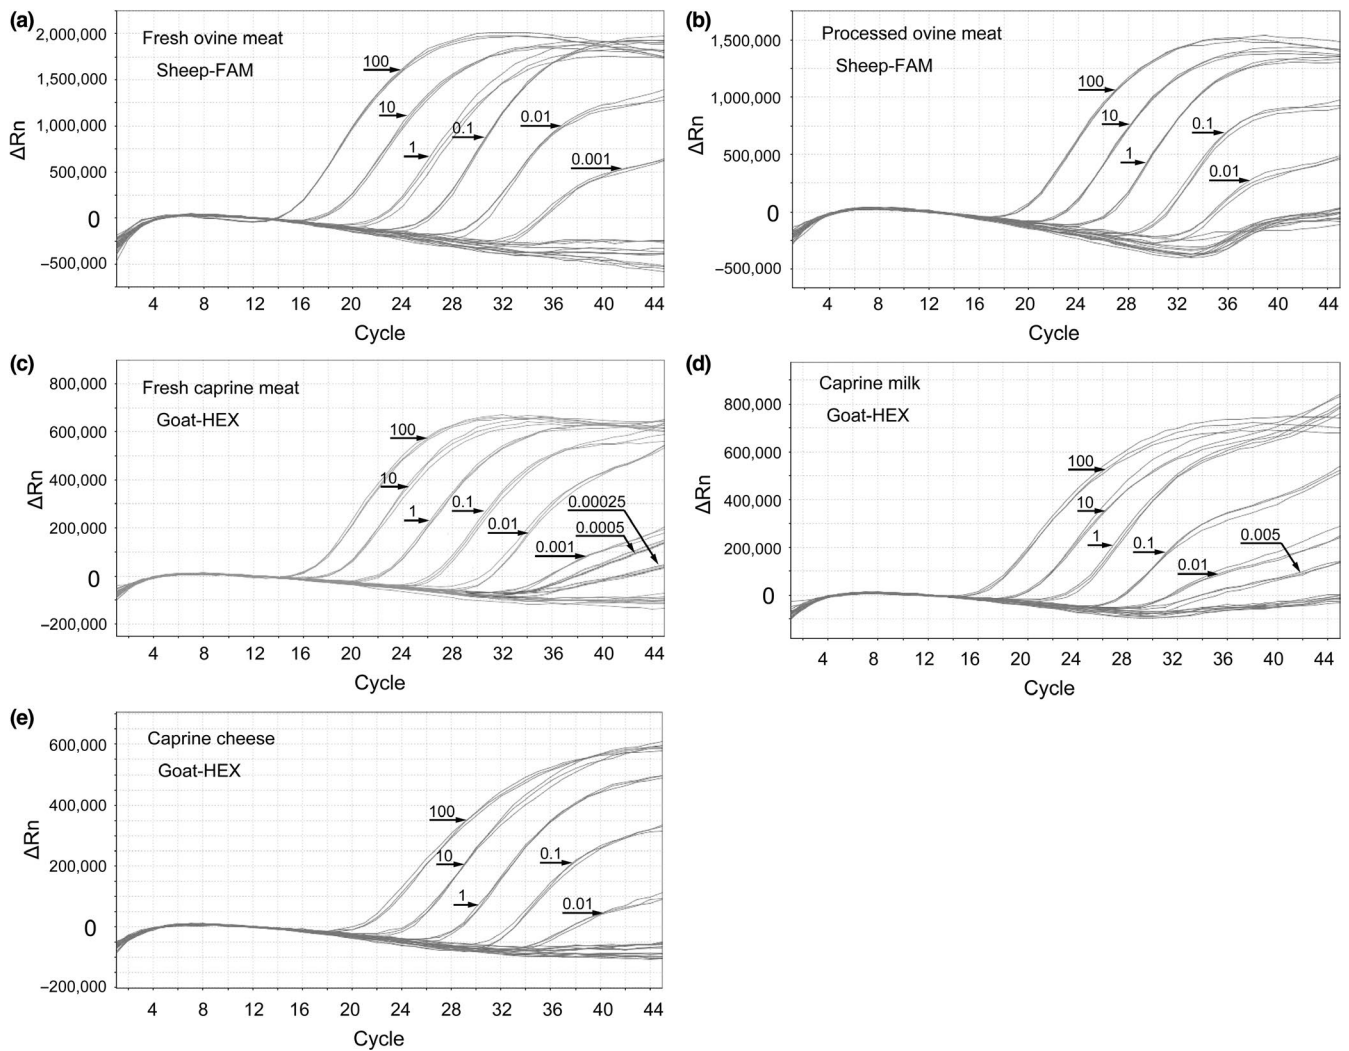 (a)
Fresh ovine meat
Sheep-FAM
2,000,000
1,500,000
1,000,000
500,000
0
−500,000
ΔRn
100
10
1
0.1
0.01
0.001
4 8 12 16 20 24 28 32 36 40 44
Cycle
(b)
Processed ovine meat
Sheep-FAM
1,500,000
1,000,000
500,000
0
−500,000
ΔRn
100
10
1
0.1
0.01
4 8 12 16 20 24 28 32 36 40 44
Cycle
(c)
Fresh caprine meat
Goat-HEX
800,000
600,000
400,000
200,000
0
−200,000
ΔRn
100
10
1
0.1
0.01
0.001
0.0005
0.00025
4 8 12 16 20 24 28 32 36 40 44
Cycle
(d)
Caprine milk
Goat-HEX
800,000
600,000
400,000
200,000
0
ΔRn
100
10
1
0.1
0.01
0.005
4 8 12 16 20 24 28 32 36 40 44
Cycle
(e)
Caprine cheese
Goat-HEX
600,000
400,000
200,000
0
−200,000
ΔRn
100
10
1
0.1
0.01
4 8 12 16 20 24 28 32 36 40 44
Cycle